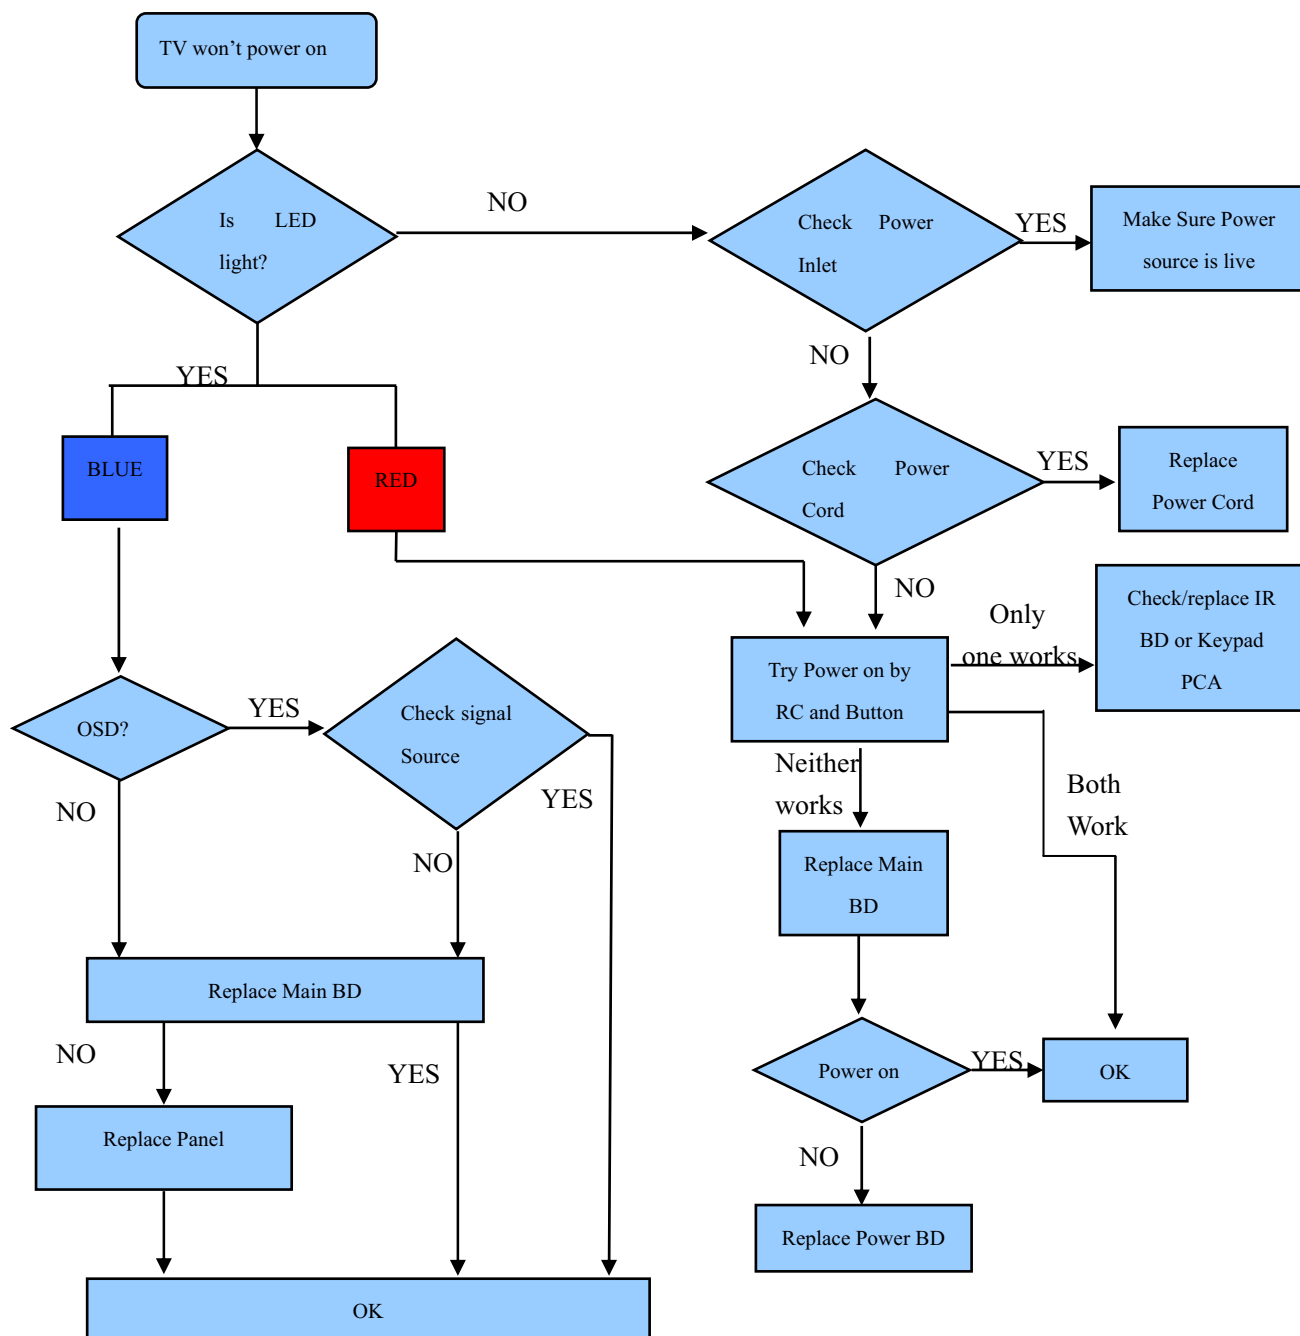 TV won’t power on
Is LED
light?
NO
Check Power
Inlet
YES
Make Sure Power
source is live
YES
NO
BLUE
RED
Check Power
Cord
YES
Replace
Power Cord
NO
Only
one works
Check/replace IR
BD or Keypad
PCA
Try Power on by
RC and Button
OSD?
YES
Check signal
Source
NO
YES
NO
Neither
works
Both
Work
Replace Main
BD
Replace Main BD
NO
YES
Power on
YES
OK
Replace Panel
NO
Replace Power BD
OK